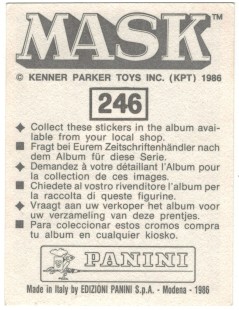 MASK™
© KENNER PARKER TOYS INC. (KPT) 1986
246
Collect these stickers in the album avai-
lable from your local shop.
Fragt bei Eurem Zeitschriftenhändler nach
dem Album für diese Serie.
Demandez à votre détaillant l'Album pour
la collection de ces images.
Chiedete al vostro rivenditore l'album per
la raccolta di queste figurine.
Vraagt aan uw verkoper het album voor
uw verzameling van deze prentjes.
Para coleccionar estos cromos compra
tu album en cualquier kiosko.
PANINI
Made in Italy by EDIZIONI PANINI S.p.A. - Modena - 1986